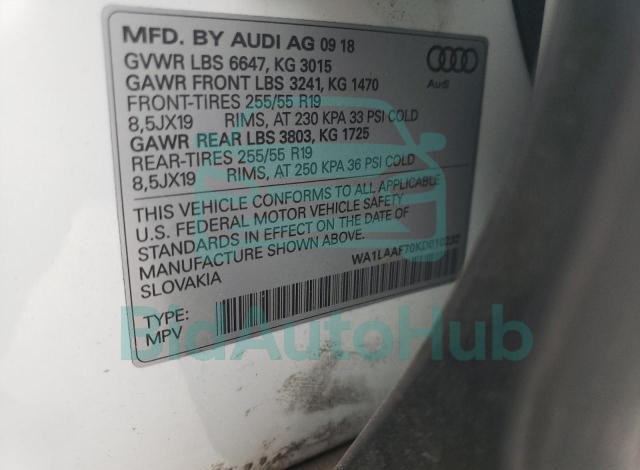 MFD. BY AUDI AG 09 18
GVWR LBS 6647, KG 3015
GAWR FRONT LBS 3241, KG 1470
FRONT-TIRES 255/55 R19
8,5JX19 RIMS, AT 230 KPA 33 PSI COLD
GAWR REAR LBS 3803, KG 1725
REAR-TIRES 255/55 R19
8,5JX19 RIMS, AT 250 KPA 36 PSI COLD
Audi
THIS VEHICLE CONFORMS TO ALL APPLICABLE
U.S. FEDERAL MOTOR VEHICLE SAFETY
STANDARDS IN EFFECT ON THE DATE OF
MANUFACTURE SHOWN ABOVE.
SLOVAKIA
WA1LAAF70KD010232
TYPE:
MPV
BidAutoHub